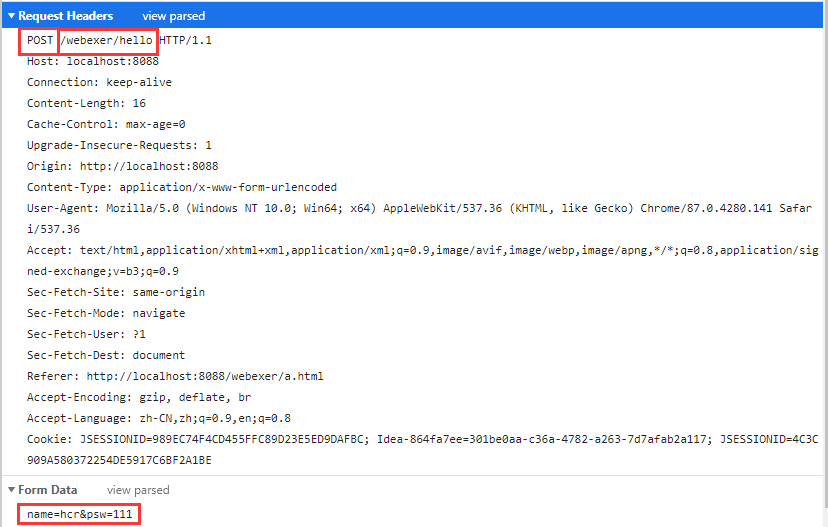 Request Headers view parsed
POST /webexer/hello HTTP/1.1
Host: localhost:8088
Connection: keep-alive
Content-Length: 16
Cache-Control: max-age=0
Upgrade-Insecure-Requests: 1
Origin: http://localhost:8088
Content-Type: application/x-www-form-urlencoded
User-Agent: Mozilla/5.0 (Windows NT 10.0; Win64; x64) AppleWebKit/537.36 (KHTML, like Gecko) Chrome/87.0.4280.141 Safar
i/537.36
Accept: text/html,application/xhtml+xml,application/xml;q=0.9,image/avif,image/webp,image/apng,*/*;q=0.8,application/sig
ned-exchange;v=b3;q=0.9
Sec-Fetch-Site: same-origin
Sec-Fetch-Mode: navigate
Sec-Fetch-User: ?1
Sec-Fetch-Dest: document
Referer: http://localhost:8088/webexer/a.html
Accept-Encoding: gzip, deflate, br
Accept-Language: zh-CN,zh;q=0.9,en;q=0.8
Cookie: JSESSIONID=989EC74F4CD455FFC89D23E5ED9DAFBC; Idea-864fa7ee=301be0aa-c36a-4782-a263-7d7afab2a117; JSESSIONID=4C3C
909A580372254DE5917C6BF2A1BE
Form Data view parsed
name=hcr&psw=111